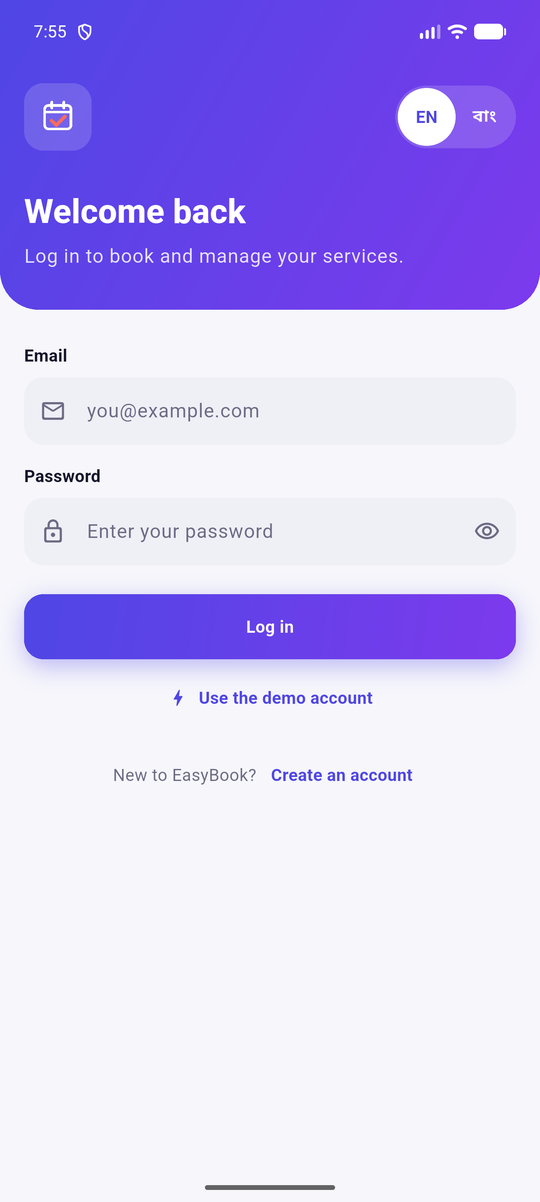 7:55
EN
বাং
Welcome back
Log in to book and manage your services.
Email
you@example.com
Password
Enter your password
Log in
Use the demo account
New to EasyBook? Create an account